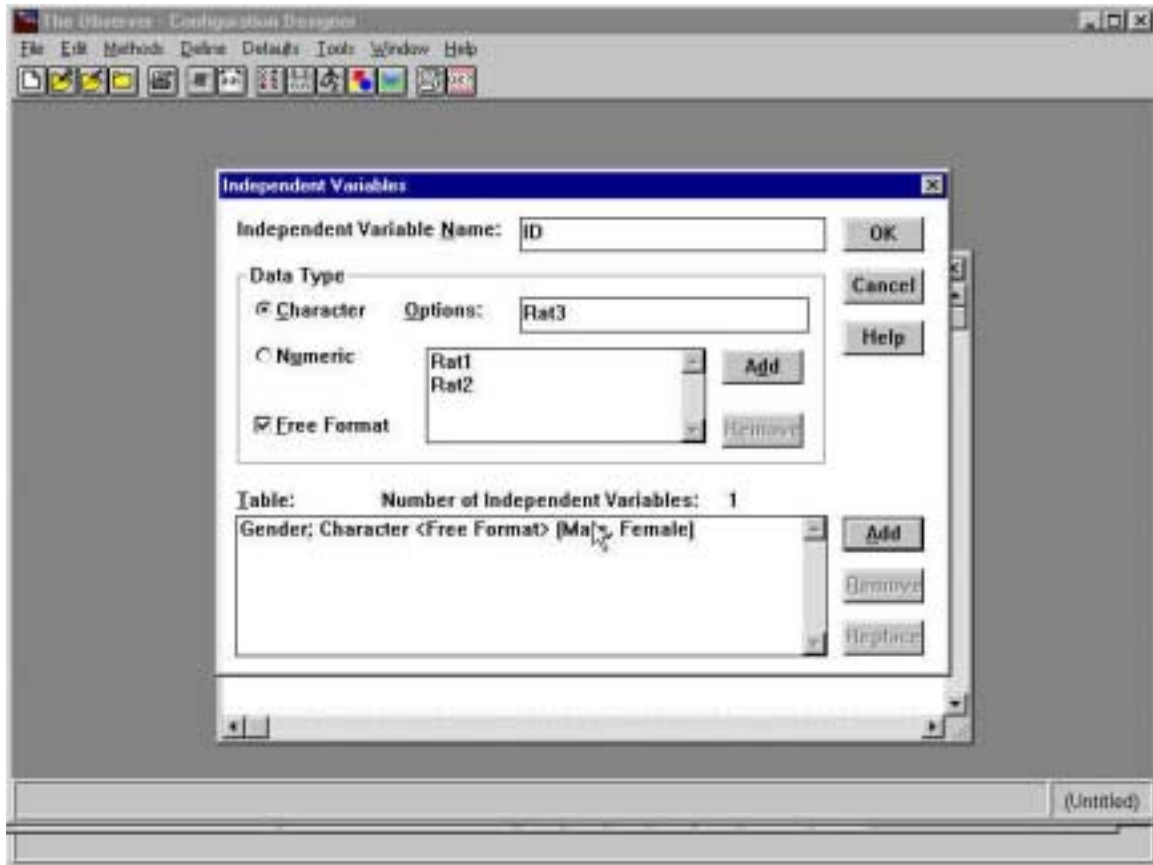 The Observer - Configuration Designer
File Edit Methods Define Defaults Tools Window Help
Independent Variables
Independent Variable Name: ID
OK
Data Type
Cancel
Character Options: Rat3
Help
Numeric
Rat1
Add
Rat2
Free Format
Remove
Table: Number of Independent Variables: 1
Gender; Character <Free Format> (Male, Female)
Add
Remove
Replace
(Untitled)